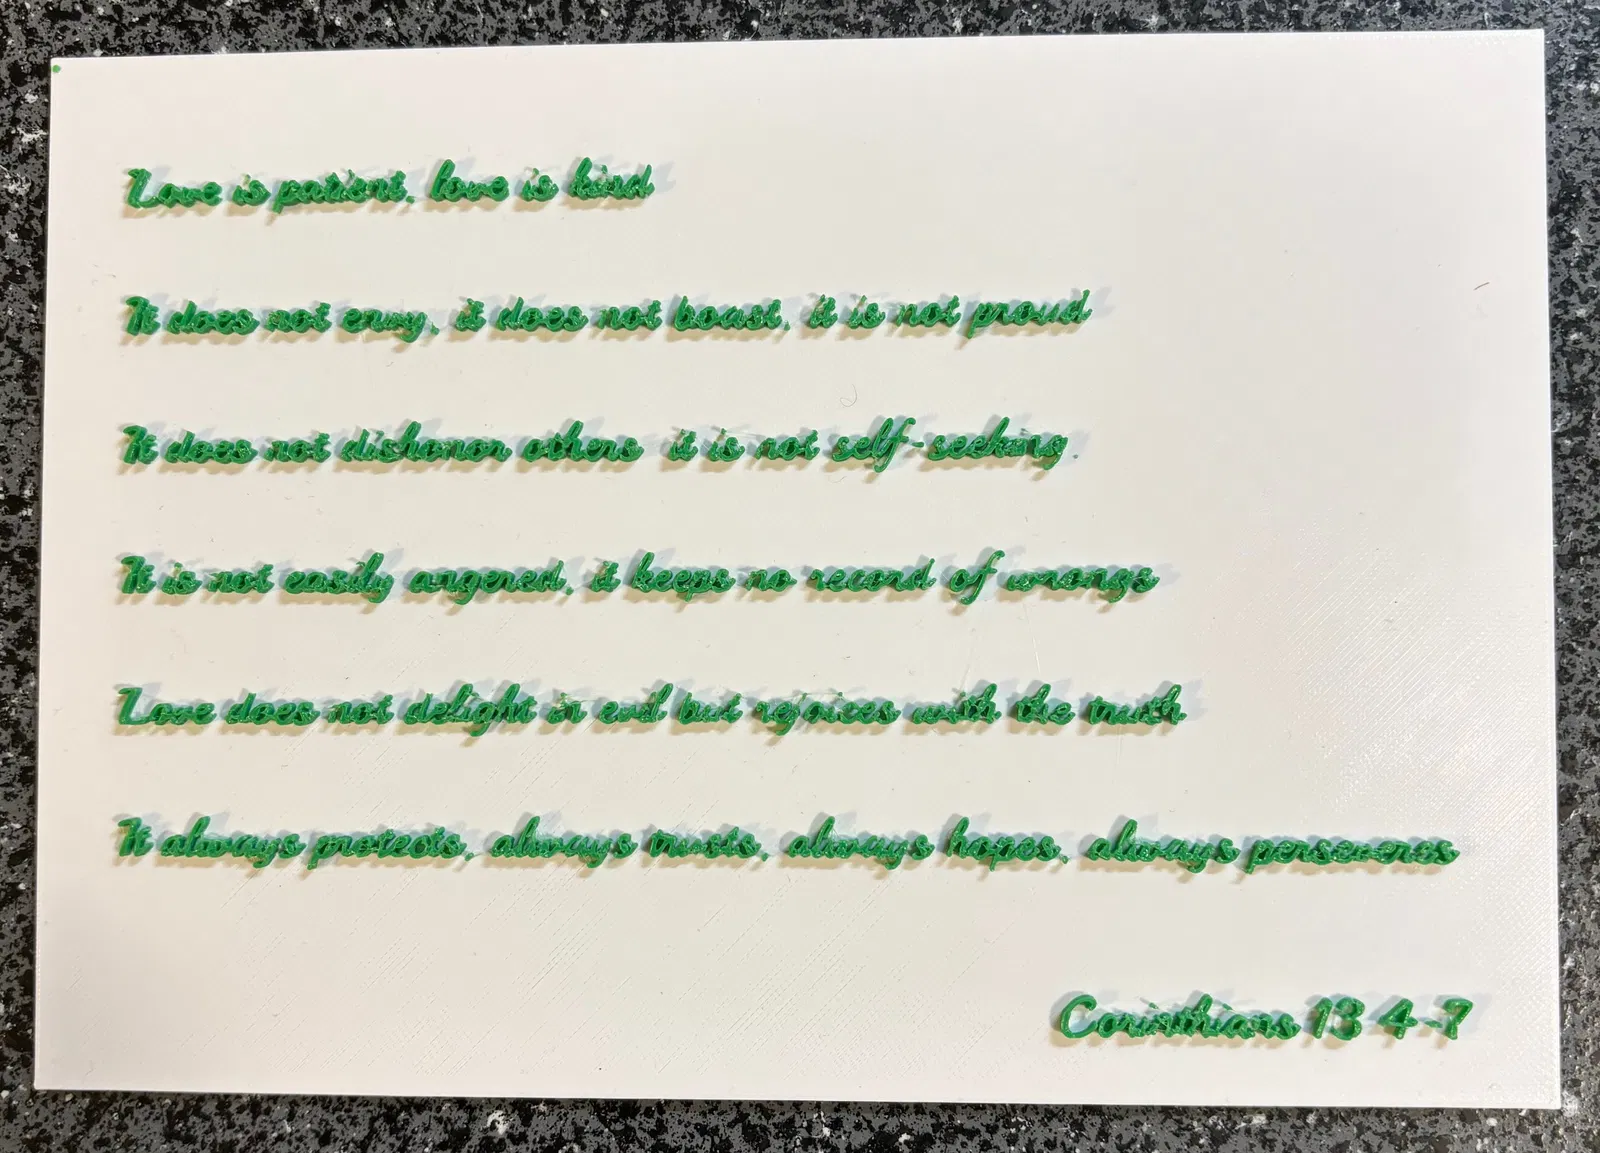 Love is patient, love is kind
It does not envy, it does not boast, it is not proud
It does not dishonor others it is not self-seeking,
It is not easily angered, it keeps no record of wrongs
Love does not delight in evil but rejoices with the truth
It always protects, always trusts, always hopes, always perseveres
Corinthians 13 4-7